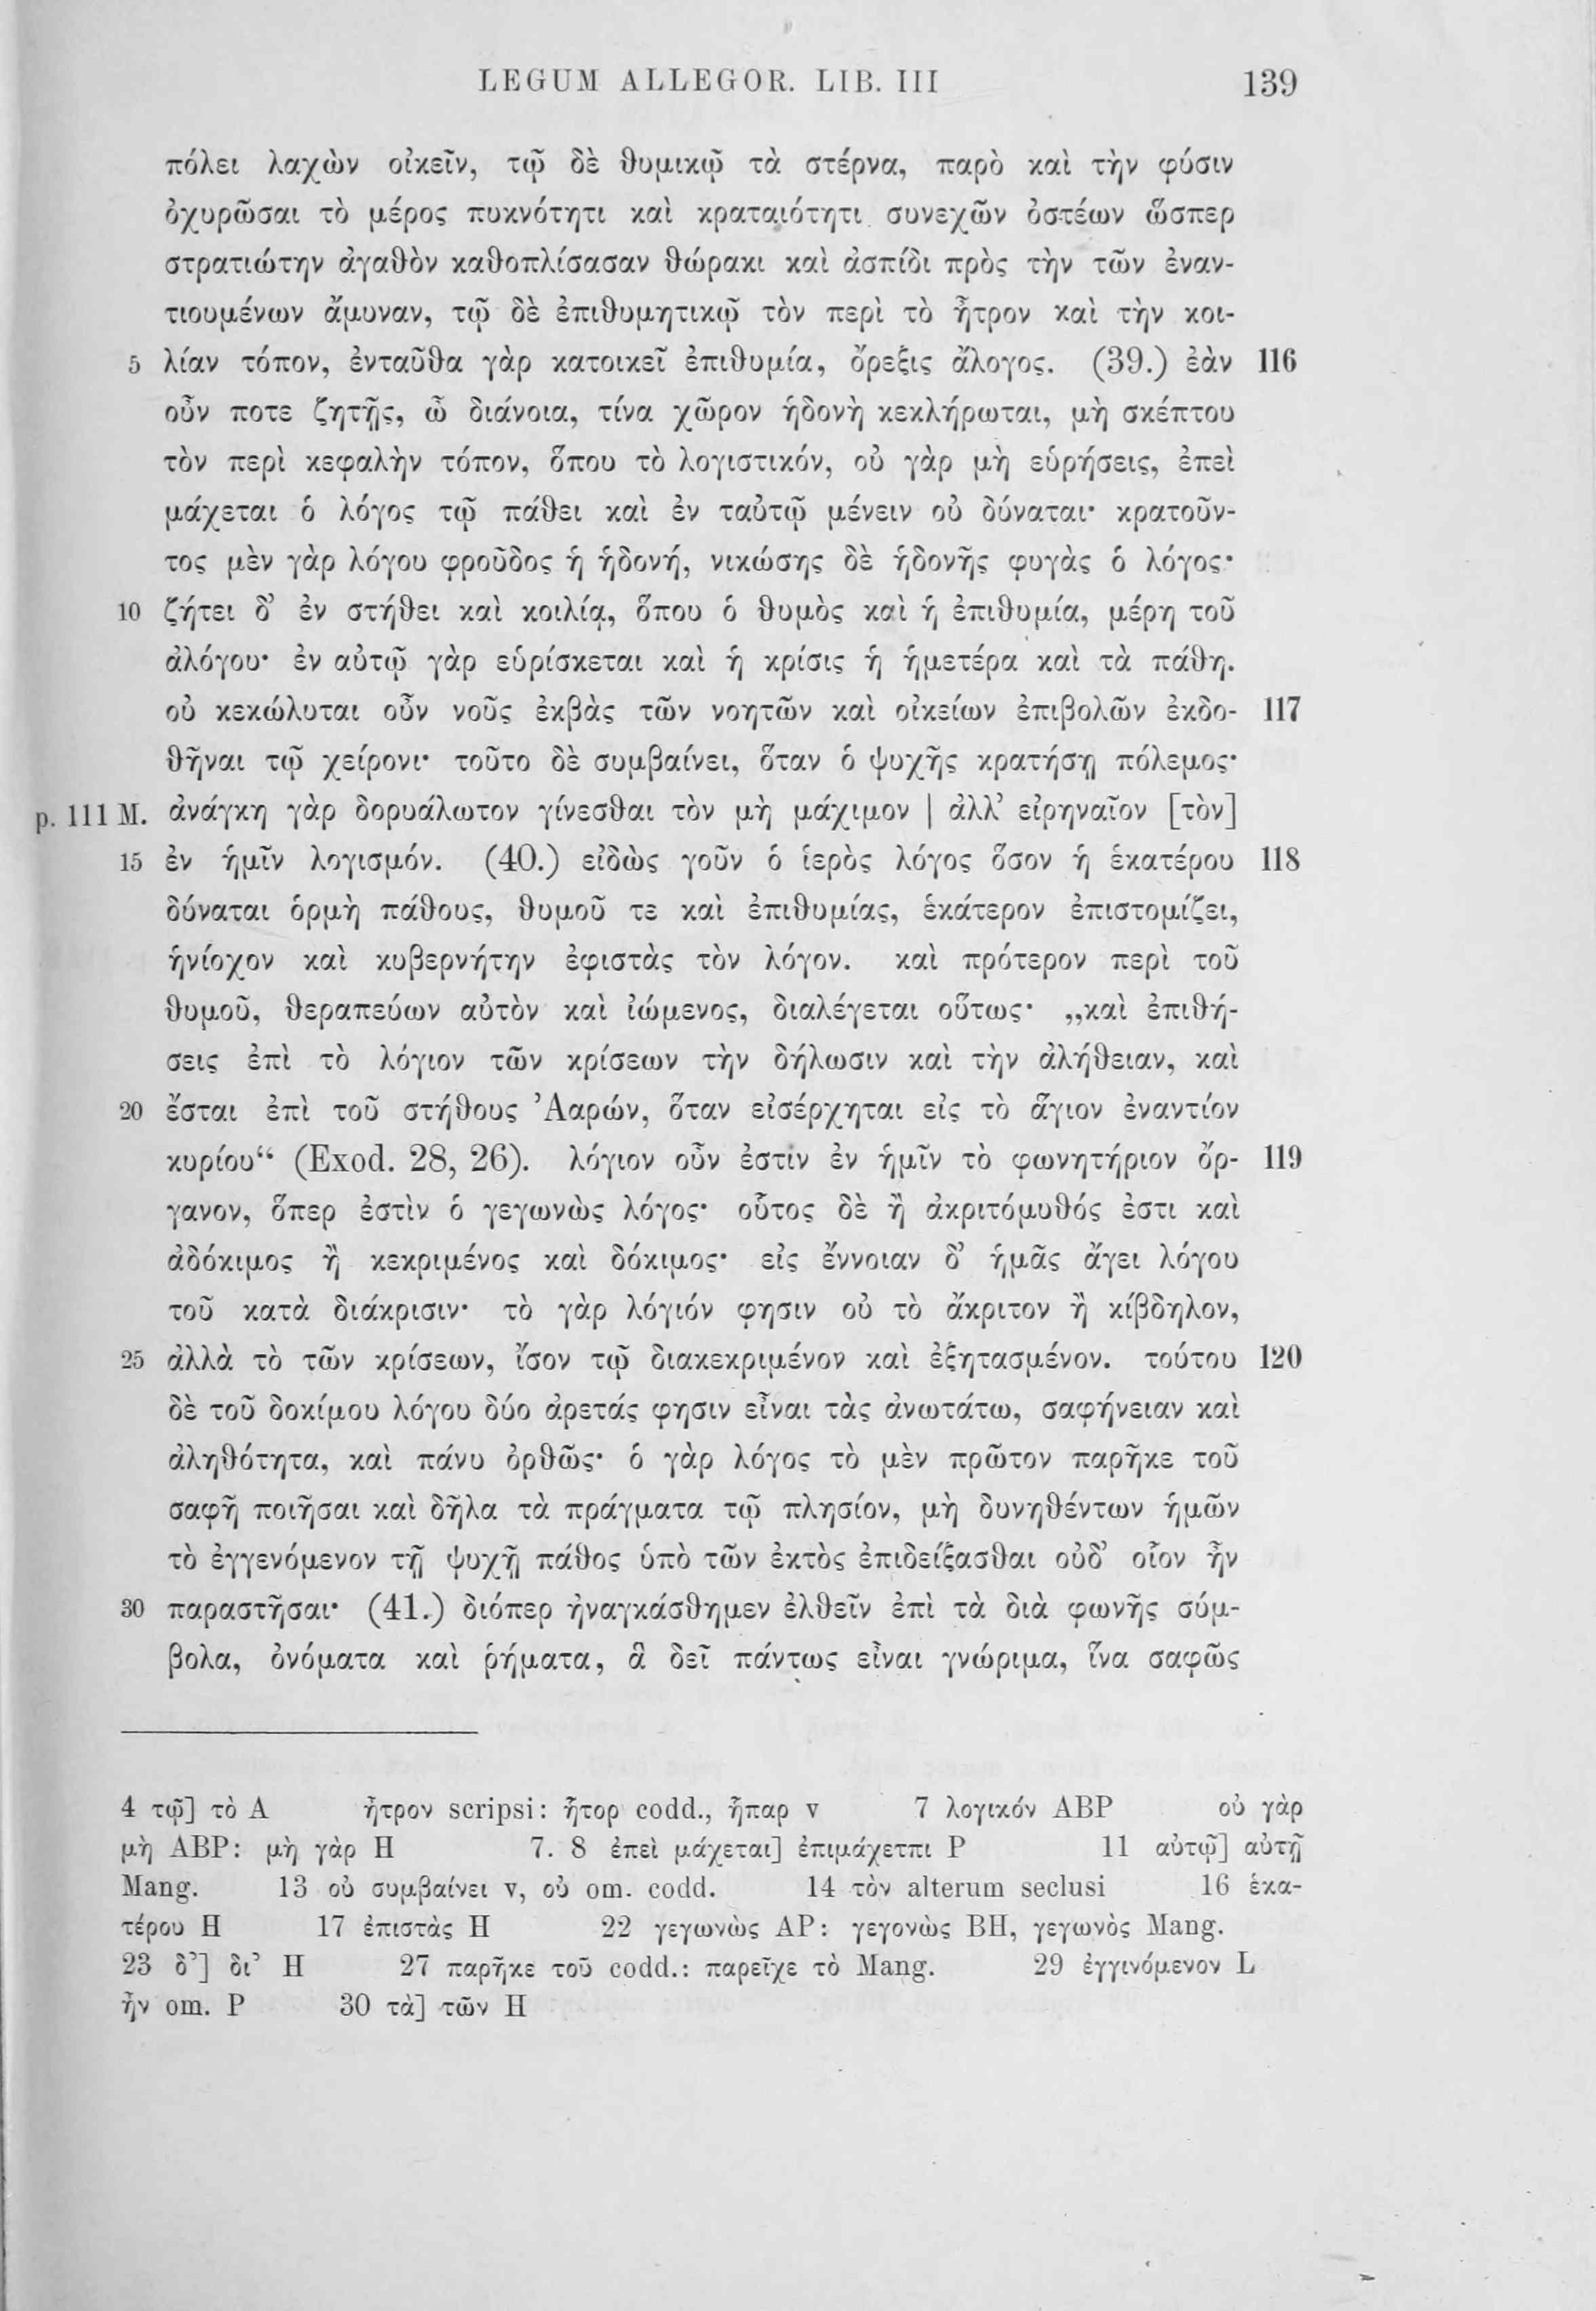 LEGUM ALLEGOR. LIB. III 139
πόλει λαχὼν οἰκεῖν, τῷ δὲ θυμικῷ τὰ στέρνα, παρὸ καὶ τὴν φύσιν
ὀχυρῶσαι τὸ μέρος πυκνότητι καὶ κραταιότητι συνεχῶν ὀστέων ὥσπερ
στρατιώτην ἀγαθὸν καθοπλίσασαν θώρακι καὶ ἀσπίδι πρὸς τὴν τῶν ἐναν-
τιουμένων ἄμυναν, τῷ δὲ ἐπιθυμητικῷ τὸν περὶ τὸ ἦτρον καὶ τὴν κοι-
5 λίαν τόπον, ἐνταῦθα γὰρ κατοικεῖ ἐπιθυμία, ὄρεξις ἄλογος. (39.) ἐὰν 116
οὖν ποτε ζητῇς, ὦ διάνοια, τίνα χῶρον ἡδονὴ κεκλήρωται, μὴ σκέπτου
τὸν περὶ κεφαλὴν τόπον, ὅπου τὸ λογιστικόν, οὐ γὰρ μὴ εὑρήσεις, ἐπεὶ
μάχεται ὁ λόγος τῷ πάθει καὶ ἐν ταὐτῷ μένειν οὐ δύναται· κρατοῦν-
τος μὲν γὰρ λόγου φροῦδος ἡ ἡδονή, νικώσης δὲ ἡδονῆς φυγὰς ὁ λόγος·
10 ζήτει δ’ ἐν στήθει καὶ κοιλίᾳ, ὅπου ὁ θυμὸς καὶ ἡ ἐπιθυμία, μέρη τοῦ
ἀλόγου· ἐν αὐτῷ γὰρ εὑρίσκεται καὶ ἡ κρίσις ἡ ἡμετέρα καὶ τὰ πάθη.
οὐ κεκώλυται οὖν νοῦς ἐκβὰς τῶν νοητῶν καὶ οἰκείων ἐπιβολῶν ἐκδο- 117
θῆναι τῷ χείρονι· τοῦτο δὲ συμβαίνει, ὅταν ὁ ψυχῆς κρατήσῃ πόλεμος·
p. 111 M. ἀνάγκη γὰρ δορυάλωτον γίνεσθαι τὸν μὴ μάχιμον | ἀλλ’ εἰρηναῖον [τὸν]
15 ἐν ἡμῖν λογισμόν. (40.) εἰδὼς γοῦν ὁ ἱερὸς λόγος ὅσον ἡ ἑκατέρου 118
δύναται ὁρμὴ πάθους, θυμοῦ τε καὶ ἐπιθυμίας, ἑκάτερον ἐπιστομίζει,
ἡνίοχον καὶ κυβερνήτην ἐφιστὰς τὸν λόγον. καὶ πρότερον περὶ τοῦ
θυμοῦ, θεραπεύων αὐτὸν καὶ ἰώμενος, διαλέγεται οὕτως· „καὶ ἐπιθή-
σεις ἐπὶ τὸ λόγιον τῶν κρίσεων τὴν δήλωσιν καὶ τὴν ἀλήθειαν, καὶ
20 ἔσται ἐπὶ τοῦ στήθους Ἀαρών, ὅταν εἰσέρχηται εἰς τὸ ἅγιον ἐναντίον
κυρίου“ (Exod. 28, 26). λόγιον οὖν ἐστὶν ἐν ἡμῖν τὸ φωνητήριον ὄρ- 119
γανον, ὅπερ ἐστὶν ὁ γεγωνὼς λόγος· οὗτος δὲ ἢ ἀκριτόμυθός ἐστι καὶ
ἀδόκιμος ἢ κεκριμένος καὶ δόκιμος· εἰς ἔννοιαν δ’ ἡμᾶς ἄγει λόγου
τοῦ κατὰ διάκρισιν· τὸ γὰρ λόγιόν φησιν οὐ τὸ ἄκριτον ἢ κίβδηλον,
25 ἀλλὰ τὸ τῶν κρίσεων, ἴσον τῷ διακεκριμένον καὶ ἐξητασμένον. τούτου 120
δὲ τοῦ δοκίμου λόγου δύο ἀρετάς φησιν εἶναι τὰς ἀνωτάτω, σαφήνειαν καὶ
ἀληθότητα, καὶ πάνυ ὀρθῶς· ὁ γὰρ λόγος τὸ μὲν πρῶτον παρῆκε τοῦ
σαφῆ ποιῆσαι καὶ δῆλα τὰ πράγματα τῷ πλησίον, μὴ δυνηθέντων ἡμῶν
τὸ ἐγγενόμενον τῇ ψυχῇ πάθος ὑπὸ τῶν ἐκτὸς ἐπιδείξασθαι οὐδ’ οἷον ἦν
30 παραστῆσαι· (41.) διόπερ ἠναγκάσθημεν ἐλθεῖν ἐπὶ τὰ διὰ φωνῆς σύμ-
βολα, ὀνόματα καὶ ῥήματα, ἃ δεῖ πάντως εἶναι γνώριμα, ἵνα σαφῶς
4 τῷ] τὸ A ἦτρον scripsi: ἦτορ codd., ἧπαρ v 7 λογικόν ABP οὐ γὰρ
μὴ ABP: μὴ γὰρ H 7. 8 ἐπεὶ μάχεται] ἐπιμάχετπι P 11 αὐτῷ] αὐτῇ
Mang. 13 οὐ συμβαίνει v, οὐ om. codd. 14 τὸν alterum seclusi 16 ἑκα-
τέρου H 17 ἐπιστὰς H 22 γεγωνὼς AP: γεγονὼς BH, γεγωνὸς Mang.
23 δ’] δι’ H 27 παρῆκε τοῦ codd.: παρεῖχε τὸ Mang. 29 ἐγγινόμενον L
ἦν om. P 30 τὰ] τῶν H